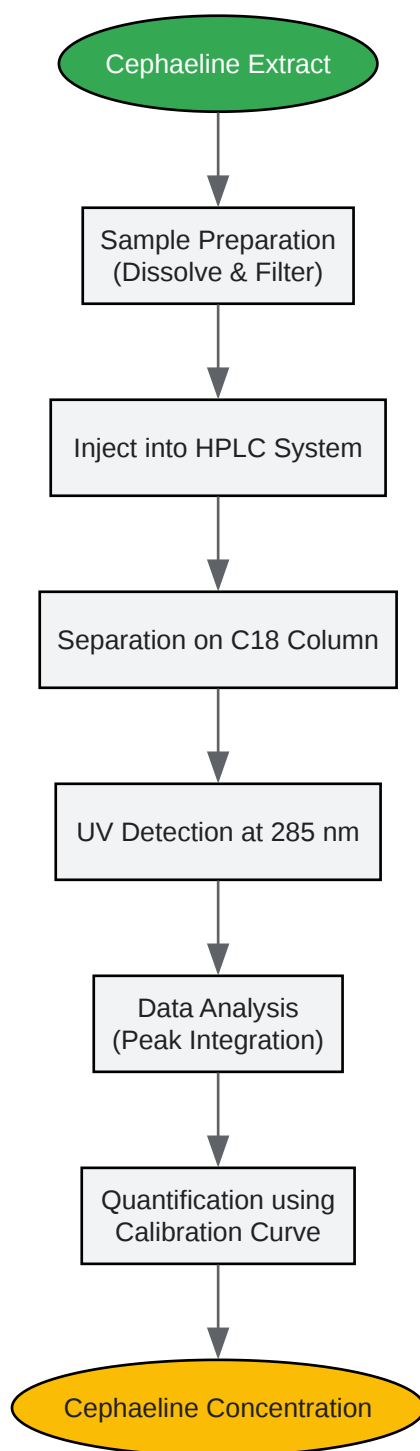 Cephaeline Extract
Sample Preparation
(Dissolve & Filter)
Inject into HPLC System
Separation on C18 Column
UV Detection at 285 nm
Data Analysis
(Peak Integration)
Quantification using
Calibration Curve
Cephaeline Concentration